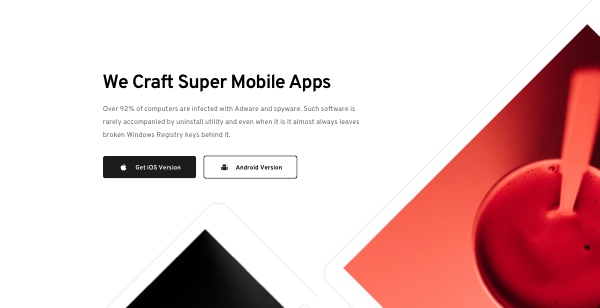 We Craft Super Mobile Apps
Over 92% of computers are infected with Adware and spyware. Such software is
rarely accompanied by uninstall utility and even when it is it almost always leaves
broken Windows Registry keys behind it.
Get iOS Version
Android Version